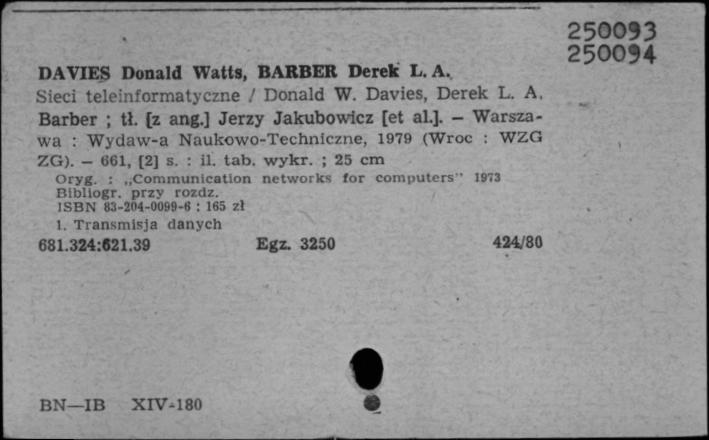 250093
250094
DAVIES Donald Watts, BARBER Derek L. A.
Sieci teleinformatyczne / Donald W. Davies, Derek L. A.
Barber ; tł. [z ang.] Jerzy Jakubowicz [et al.]. — Warsza-
wa : Wydaw-a Naukowo-Techniczne, 1979 (Wroc : WZG
ZG). — 661, [2] s. : il. tab. wykr. ; 25 cm
Oryg. : „Communication networks for computers" 1973
Bibliogr. przy rozdz.
ISBN 83-204-0099-6 : 165 zł
1. Transmisja danych
681.324:621.39 Egz. 3250 424/80
BN—IB XIV-180